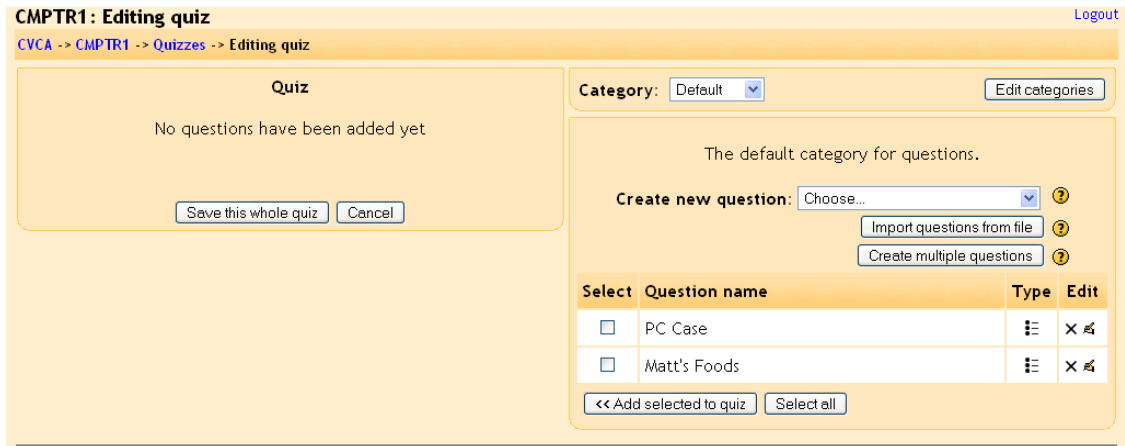 CMPTR1: Editing quiz
Logout
CVCA -> CMPTR1 -> Quizzes -> Editing quiz
Quiz
No questions have been added yet
Save this whole quiz
Cancel
Category: Default
Edit categories
The default category for questions.
Create new question: Choose...
?
Import questions from file
?
Create multiple questions
?
Select Question name Type Edit
PC Case
Matt's Foods
<< Add selected to quiz
Select all